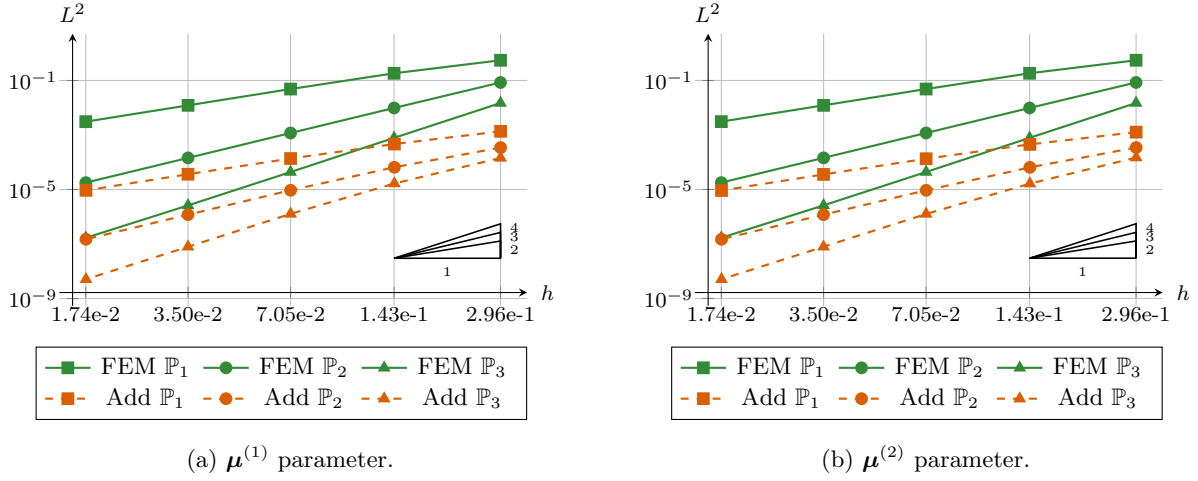 L²
10⁻¹
10⁻⁵
10⁻⁹
4
3
2
1
h
1.74e-2 3.50e-2 7.05e-2 1.43e-1 2.96e-1
FEM ℙ₁ FEM ℙ₂ FEM ℙ₃
Add ℙ₁ Add ℙ₂ Add ℙ₃
(a) μ⁽¹⁾ parameter.
L²
10⁻¹
10⁻⁵
10⁻�9
4
3
2
1
h
1.74e-2 3.50e-2 7.05e-2 1.43e-1 2.96e-1
FEM ℙ₁ FEM ℙ₂ FEM ℙ₃
Add ℙ₁ Add ℙ₂ Add ℙ₃
(b) μ⁽²⁾ parameter.